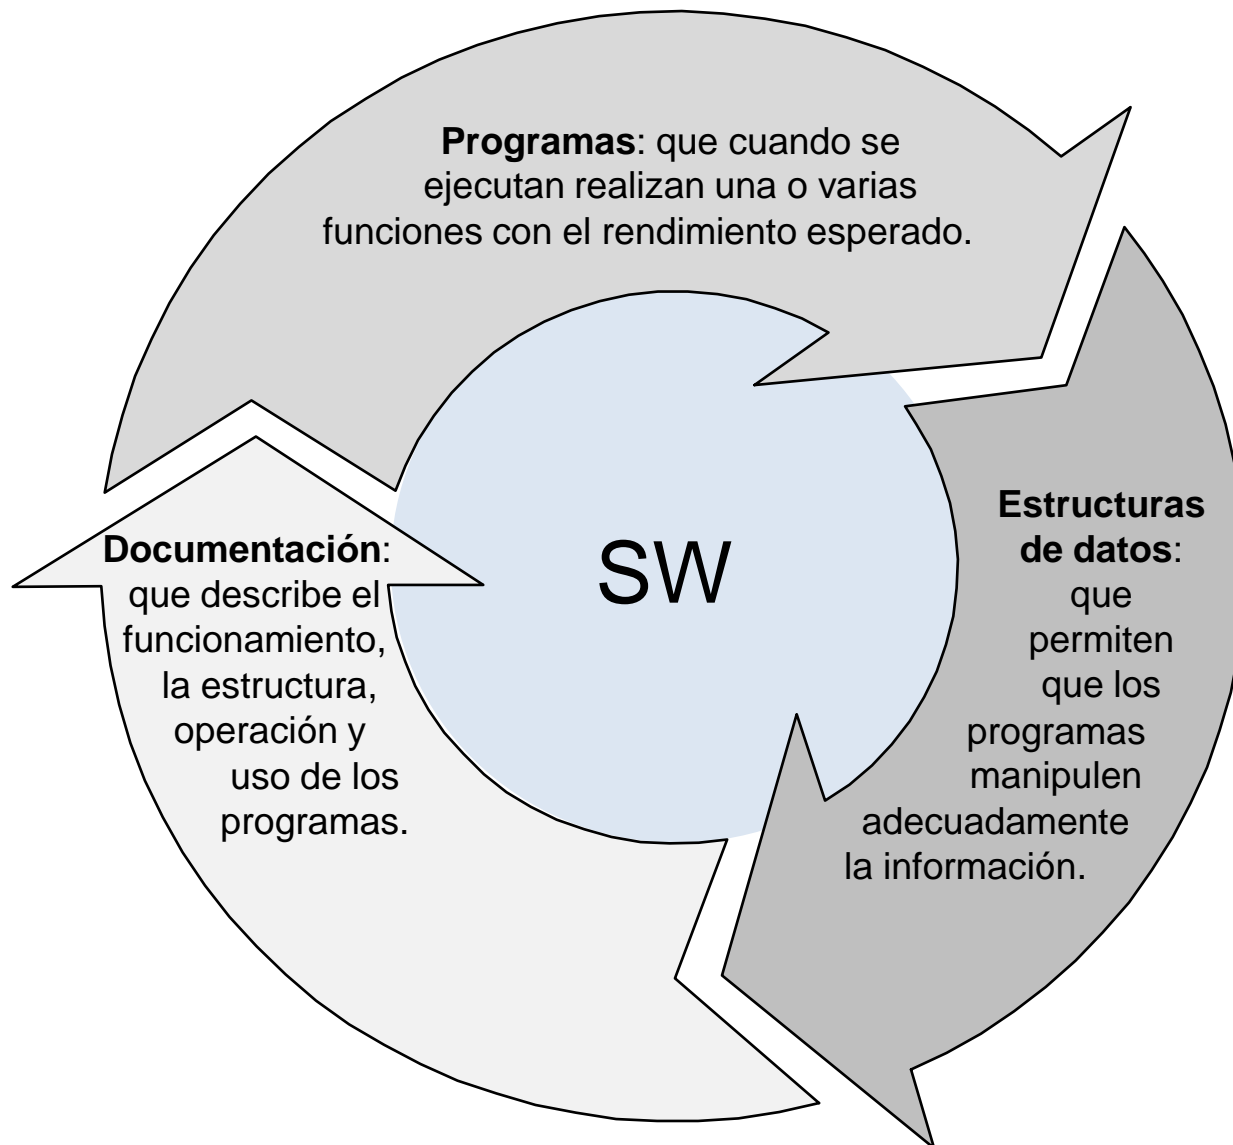 Programas: que cuando se
ejecutan realizan una o varias
funciones con el rendimiento esperado.
SW
Estructuras
de datos:
que
permiten
que los
programas
manipulen
adecuadamente
la información.
Documentación:
que describe el
funcionamiento,
la estructura,
operación y
uso de los
programas.